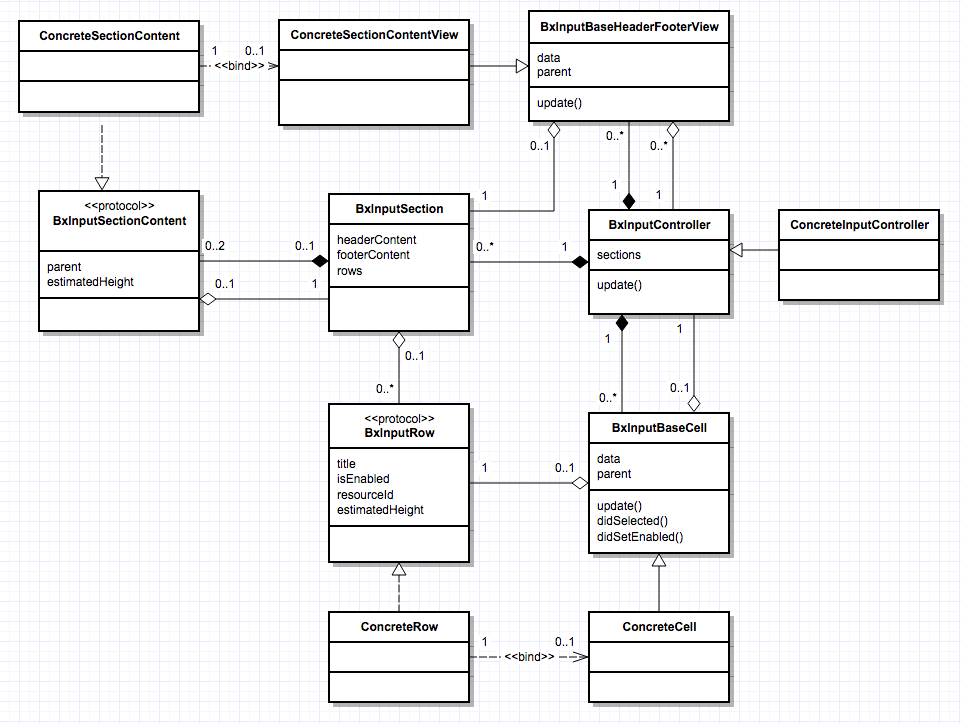 ConcreteSectionContent
1
0..1
<<bind>>
ConcreteSectionContentView
BxInputBaseHeaderFooterView
data
parent
update()
0..1
0..*
0..*
1
1
1
<<protocol>>
BxInputSectionContent
parent
estimatedHeight
0..2
0..1
0..1
1
BxInputSection
headerContent
footerContent
rows
0..*
1
BxInputController
sections
update()
ConcreteInputController
0..1
0..*
1
1
0..*
0..1
<<protocol>>
BxInputRow
title
isEnabled
resourceId
estimatedHeight
1
0..1
BxInputBaseCell
data
parent
update()
didSelected()
didSetEnabled()
ConcreteRow
1
0..1
<<bind>>
ConcreteCell